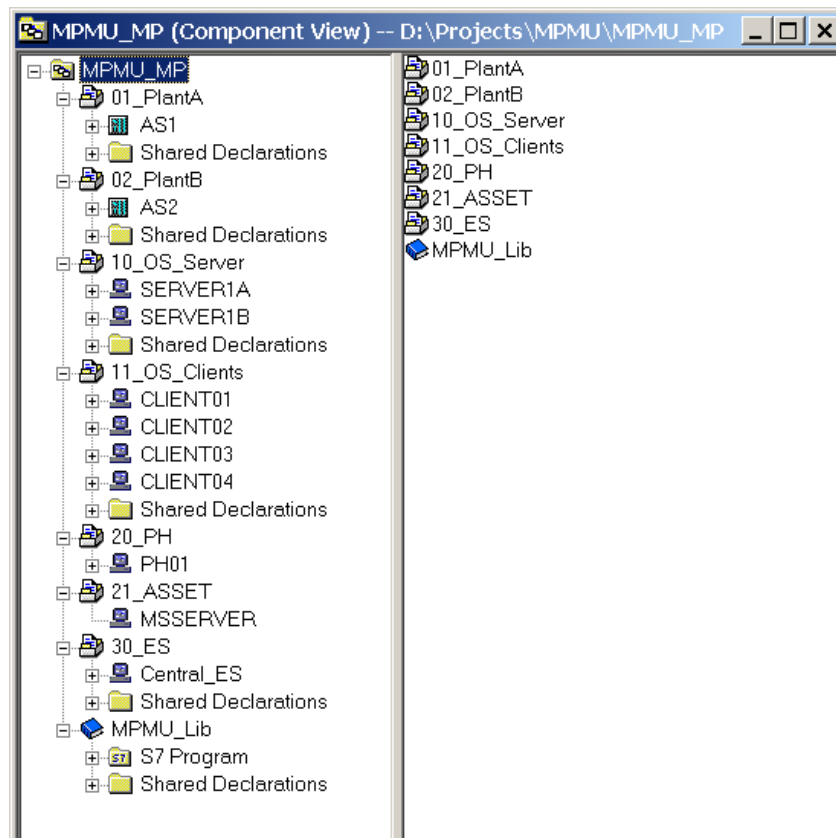 MPMU_MP (Component View) -- D:\Projects\MPMU\MPMU_MP
MPMU_MP
01_PlantA
AS1
Shared Declarations
02_PlantB
AS2
Shared Declarations
10_OS_Server
SERVER1A
SERVER1B
Shared Declarations
11_OS_Clients
CLIENT01
CLIENT02
CLIENT03
CLIENT04
Shared Declarations
20_PH
PH01
21_ASSET
MSSERVER
30_ES
Central_ES
Shared Declarations
MPMU_Lib
S7 Program
Shared Declarations
01_PlantA
02_PlantB
10_OS_Server
11_OS_Clients
20_PH
21_ASSET
30_ES
MPMU_Lib